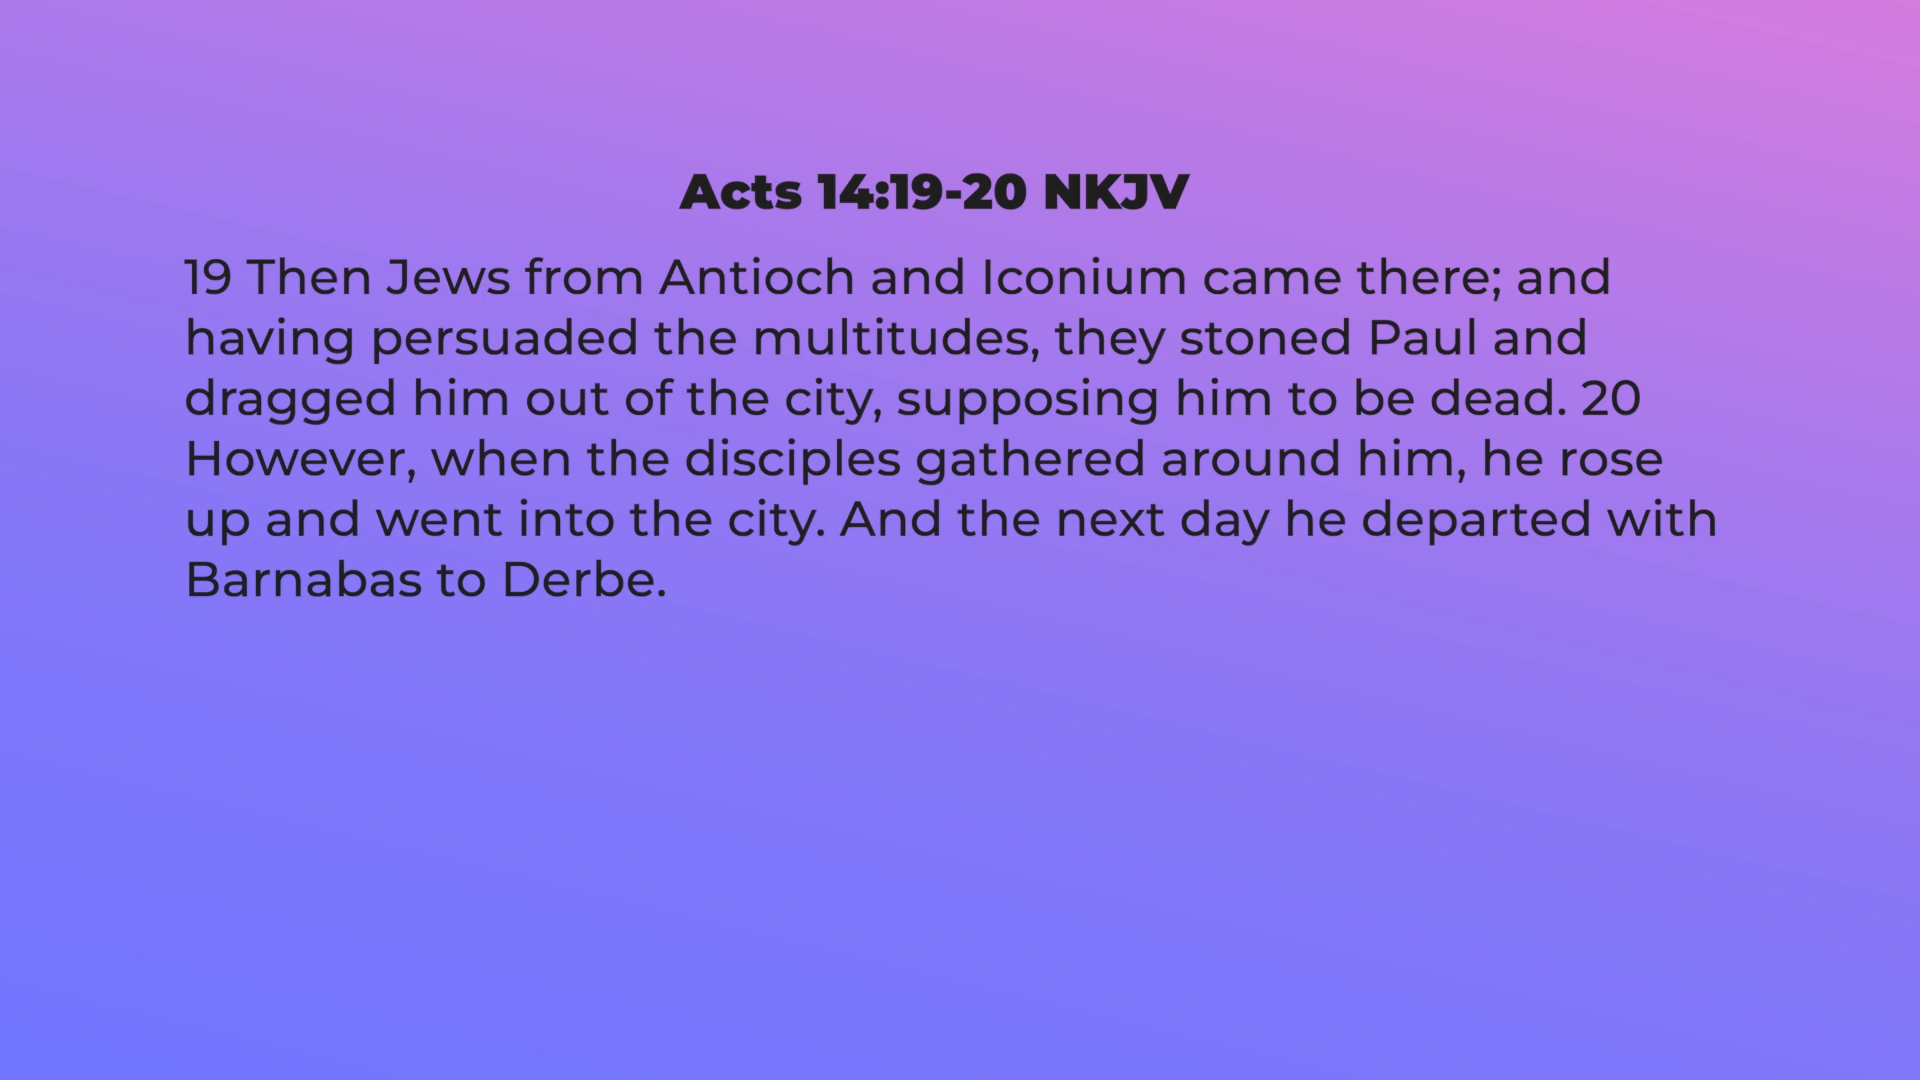 Acts 14:19-20 NKJV
19 Then Jews from Antioch and Iconium came there; and
having persuaded the multitudes, they stoned Paul and
dragged him out of the city, supposing him to be dead. 20
However, when the disciples gathered around him, he rose
up and went into the city. And the next day he departed with
Barnabas to Derbe.